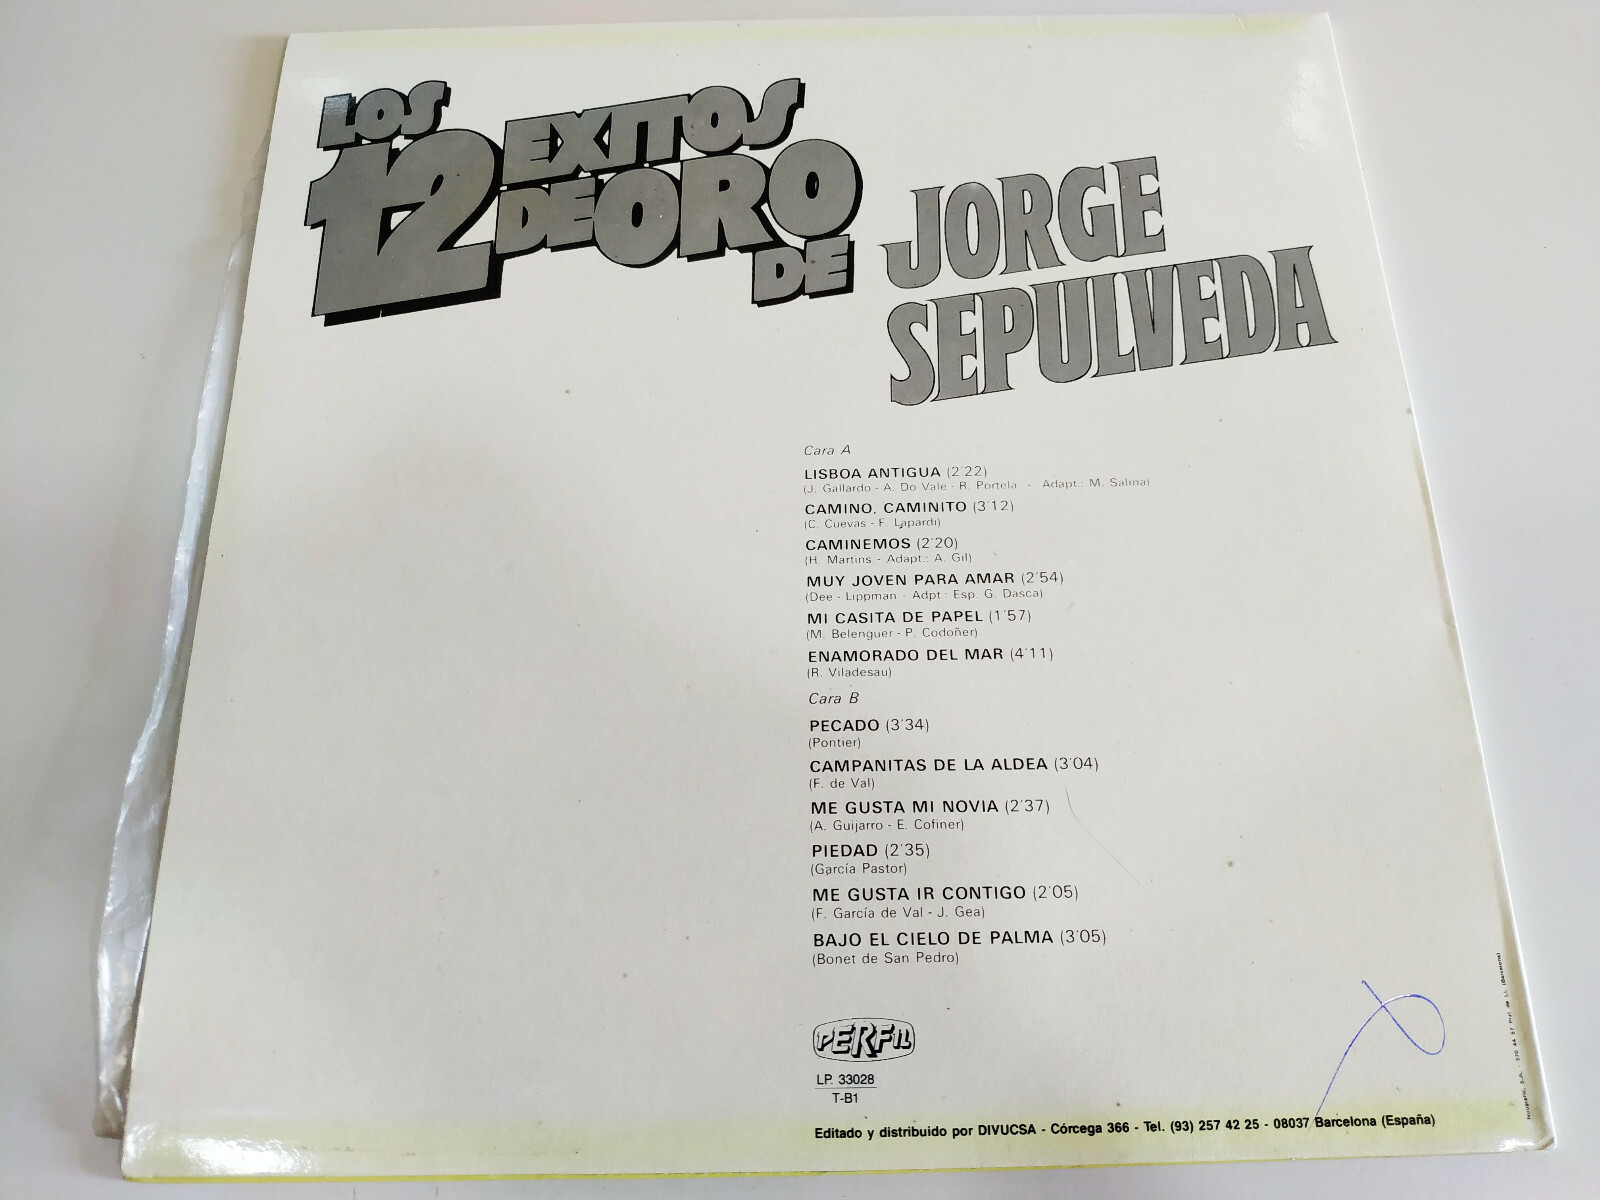 LOS
12 EXITOS
DE ORO
DE
JORGE
SEPULVEDA
Cara A
LISBOA ANTIGUA (2'22)
(J. Gallardo - A. Do Vale - R. Portela - Adapt.: M. Salina)
CAMINO, CAMINITO (3'12)
(C. Cuevas - F. Lapardi)
CAMINEMOS (2'20)
(H. Martins - Adapt.: A. Gil)
MUY JOVEN PARA AMAR (2'54)
(Dee - Lippman - Adpt.: Esp. G. Dasca)
MI CASITA DE PAPEL (1'57)
(M. Belenguer - P. Codoñer)
ENAMORADO DEL MAR (4'11)
(R. Viladesau)
Cara B
PECADO (3'34)
(Pontier)
CAMPANITAS DE LA ALDEA (3'04)
(F. de Val)
ME GUSTA MI NOVIA (2'37)
(A. Guijarro - E. Cofiner)
PIEDAD (2'35)
(García Pastor)
ME GUSTA IR CONTIGO (2'05)
(F. García de Val - J. Gea)
BAJO EL CIELO DE PALMA (3'05)
(Bonet de San Pedro)
PERFIL
LP. 33028
T-B1
Editado y distribuido por DIVUCSA - Córcega 366 - Tel. (93) 257 42 25 - 08037 Barcelona (España)